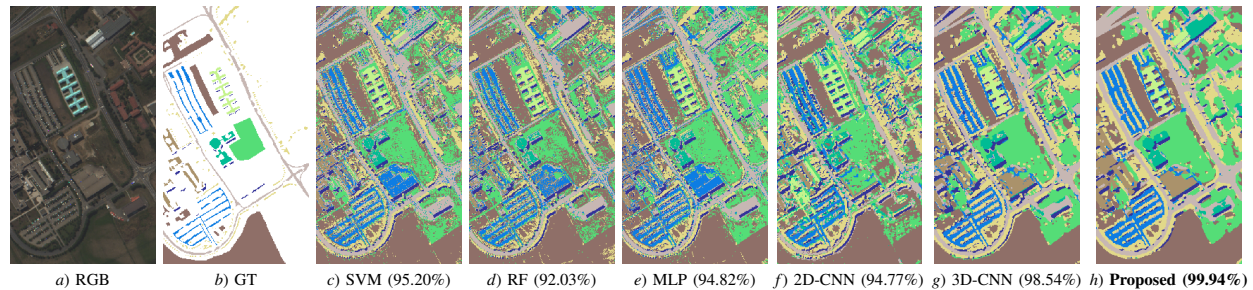 a) RGB b) GT c) SVM (95.20%) d) RF (92.03%) e) MLP (94.82%) f) 2D-CNN (94.77%) g) 3D-CNN (98.54%) h) Proposed (99.94%)